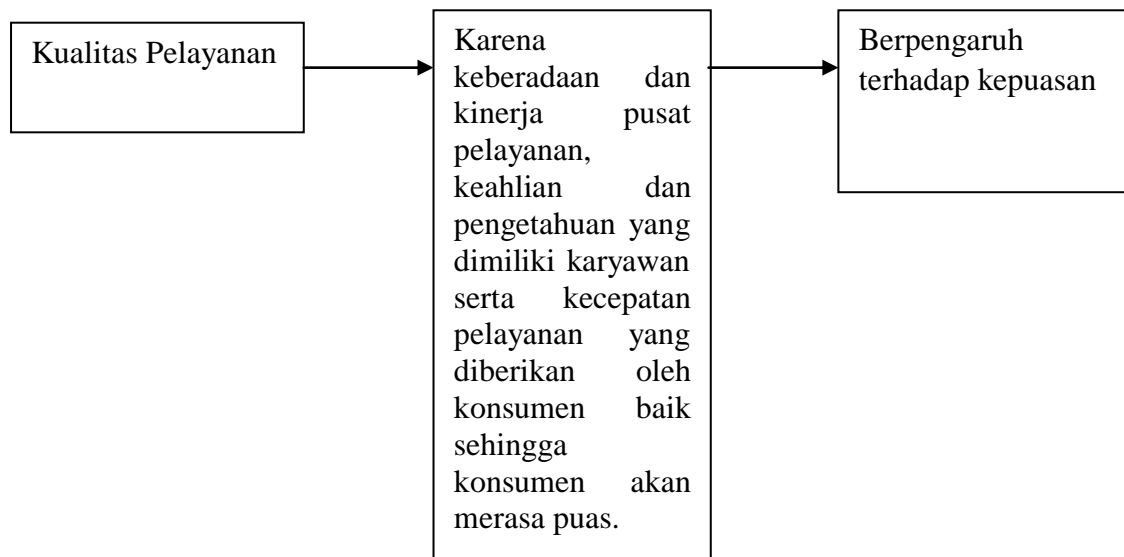 Kualitas Pelayanan
Karena
keberadaan dan
kinerja pusat
pelayanan,
keahlian dan
pengetahuan yang
dimiliki karyawan
serta kecepatan
pelayanan yang
diberikan oleh
konsumen baik
sehingga
konsumen akan
merasa puas.
Berpengaruh
terhadap kepuasan